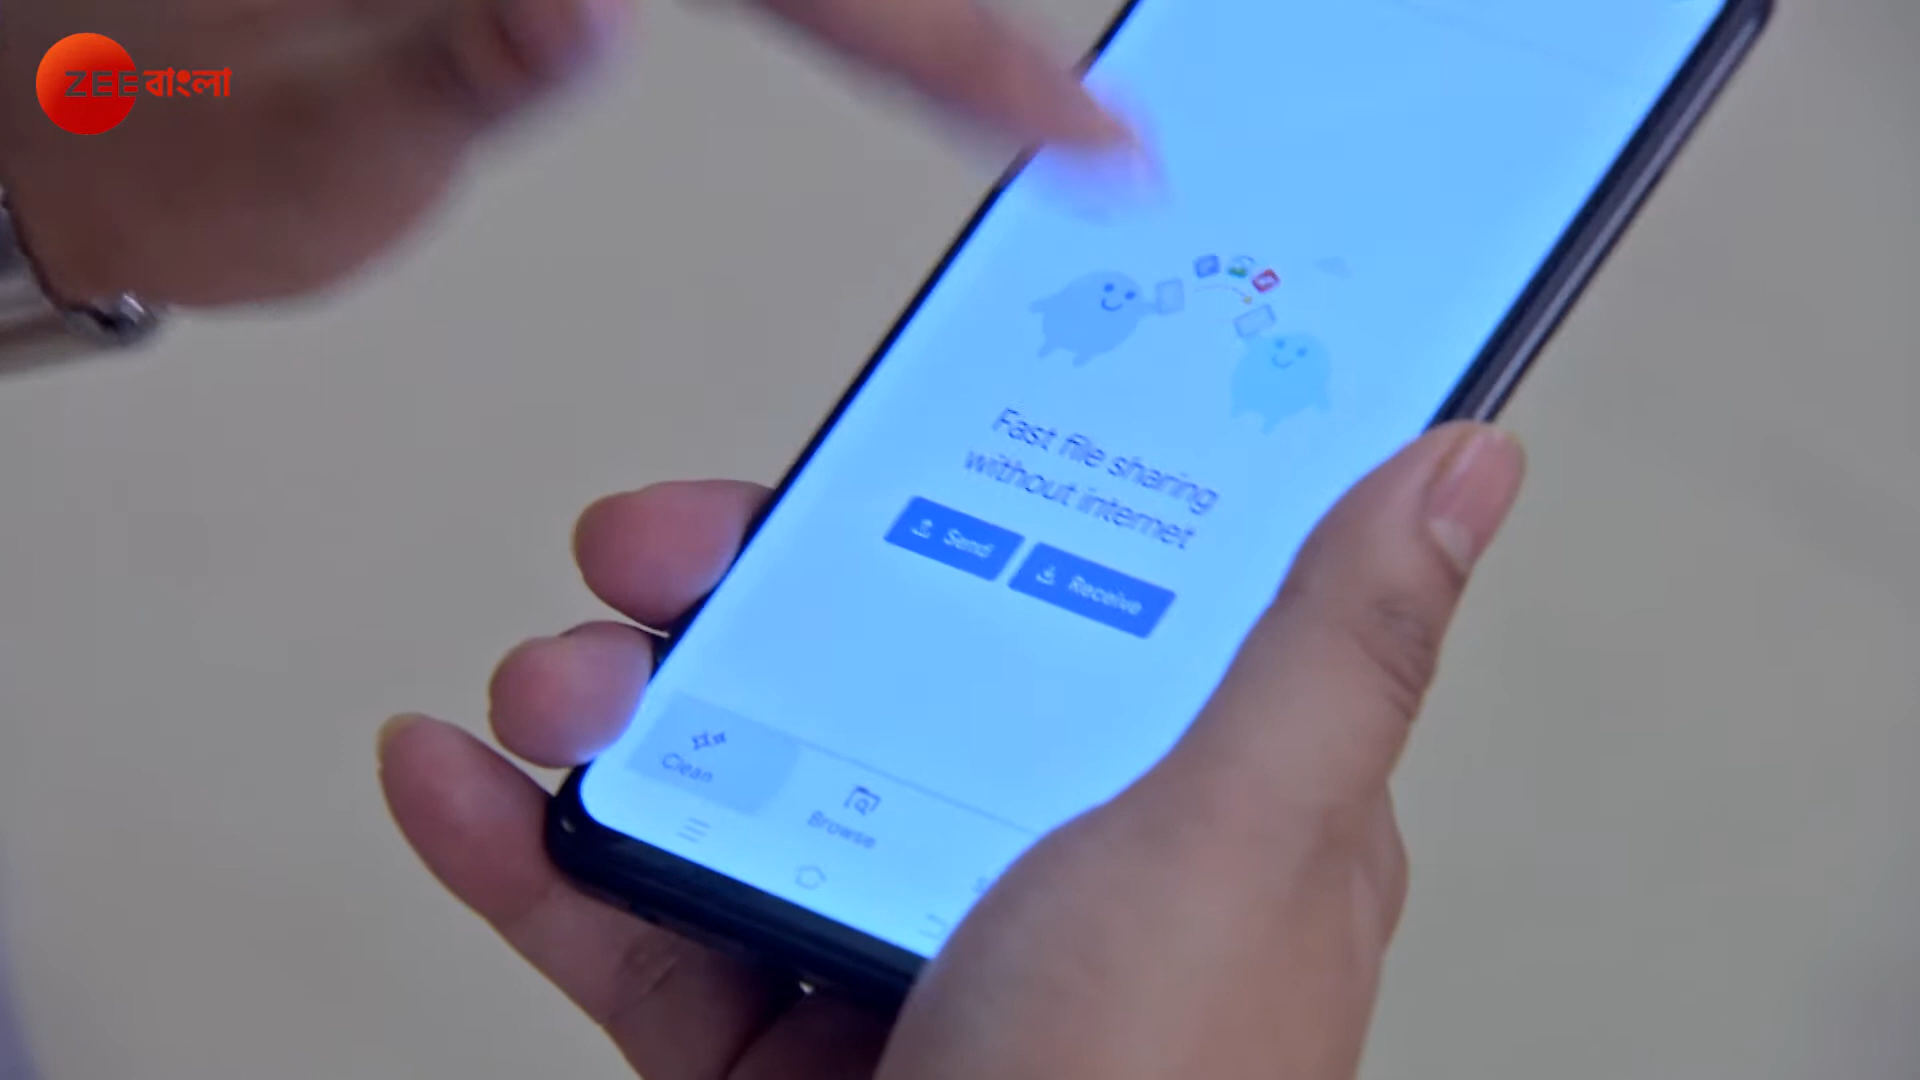 ZEE বাংলা
Fast file sharing
without internet
Send
Receive
Clean
Browse